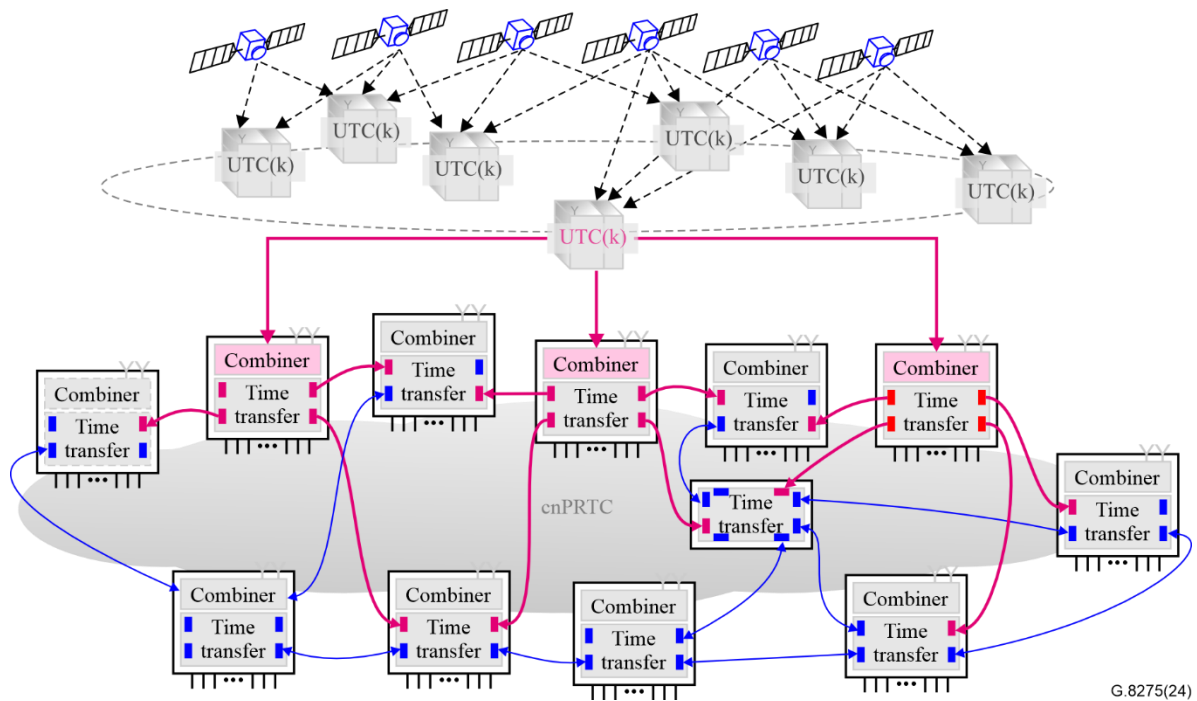 UTC(k)
UTC(k)
UTC(k)
UTC(k)
UTC(k)
UTC(k)
UTC(k)
Combiner
Time
transfer
Combiner
Time
transfer
Combiner
Time
transfer
Combiner
Time
transfer
Combiner
Time
transfer
Combiner
Time
transfer
cnPRTC
Time
transfer
Combiner
Time
transfer
Combiner
Time
transfer
Combiner
Time
transfer
Combiner
Time
transfer
Combiner
Time
transfer
G.8275(24)